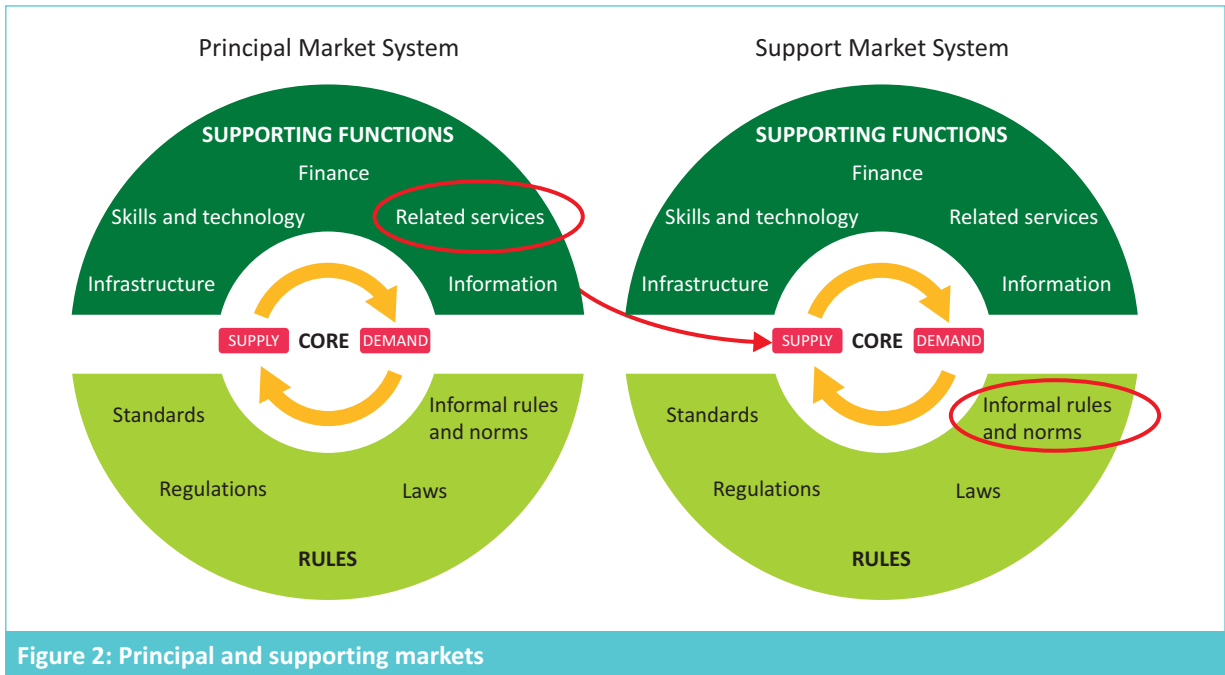 Principal Market System
SUPPORTING FUNCTIONS
Finance
Skills and technology
Related services
Infrastructure
Information
SUPPLY
CORE
DEMAND
Standards
Informal rules
and norms
Regulations
Laws
RULES
Support Market System
SUPPORTING FUNCTIONS
Finance
Skills and technology
Related services
Infrastructure
Information
SUPPLY
CORE
DEMAND
Standards
Informal rules
and norms
Regulations
Laws
RULES
Figure 2: Principal and supporting markets